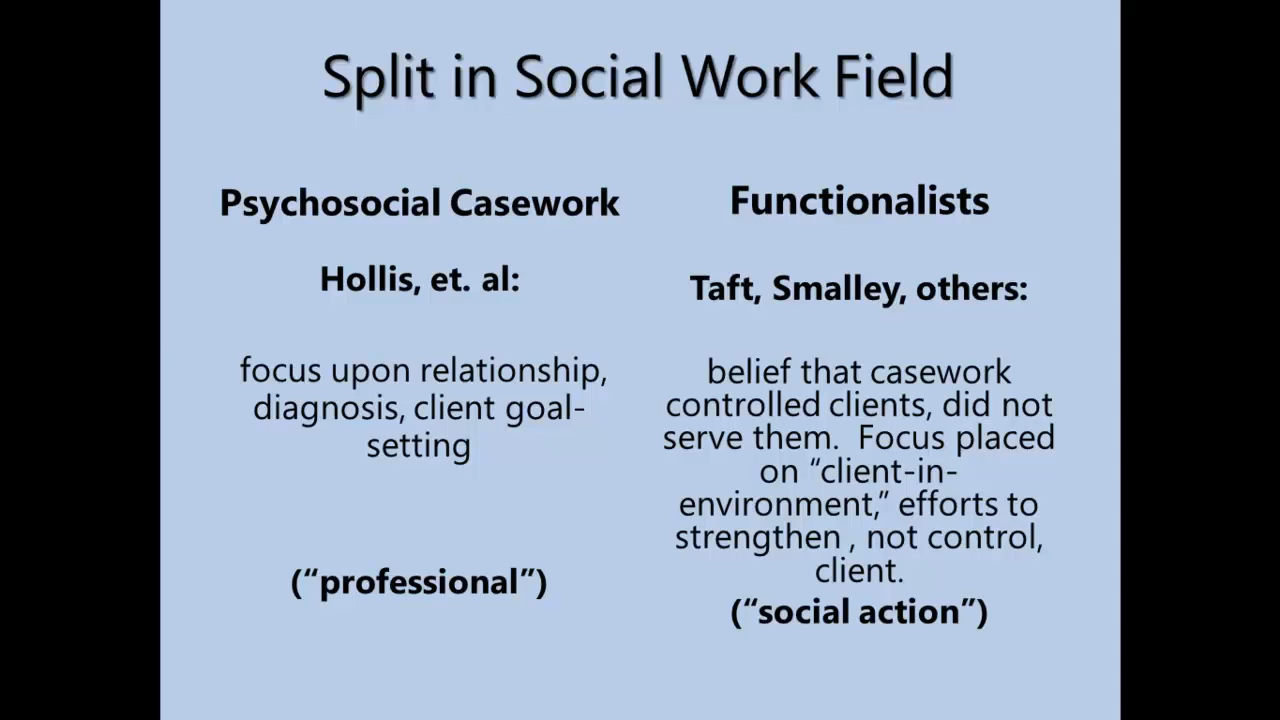 Split in Social Work Field
Psychosocial Casework
Hollis, et. al:
focus upon relationship,
diagnosis, client goal-
setting
(“professional”)
Functionalists
Taft, Smalley, others:
belief that casework
controlled clients, did not
serve them.  Focus placed
on “client-in-
environment,” efforts to
strengthen , not control,
client.
(“social action”)